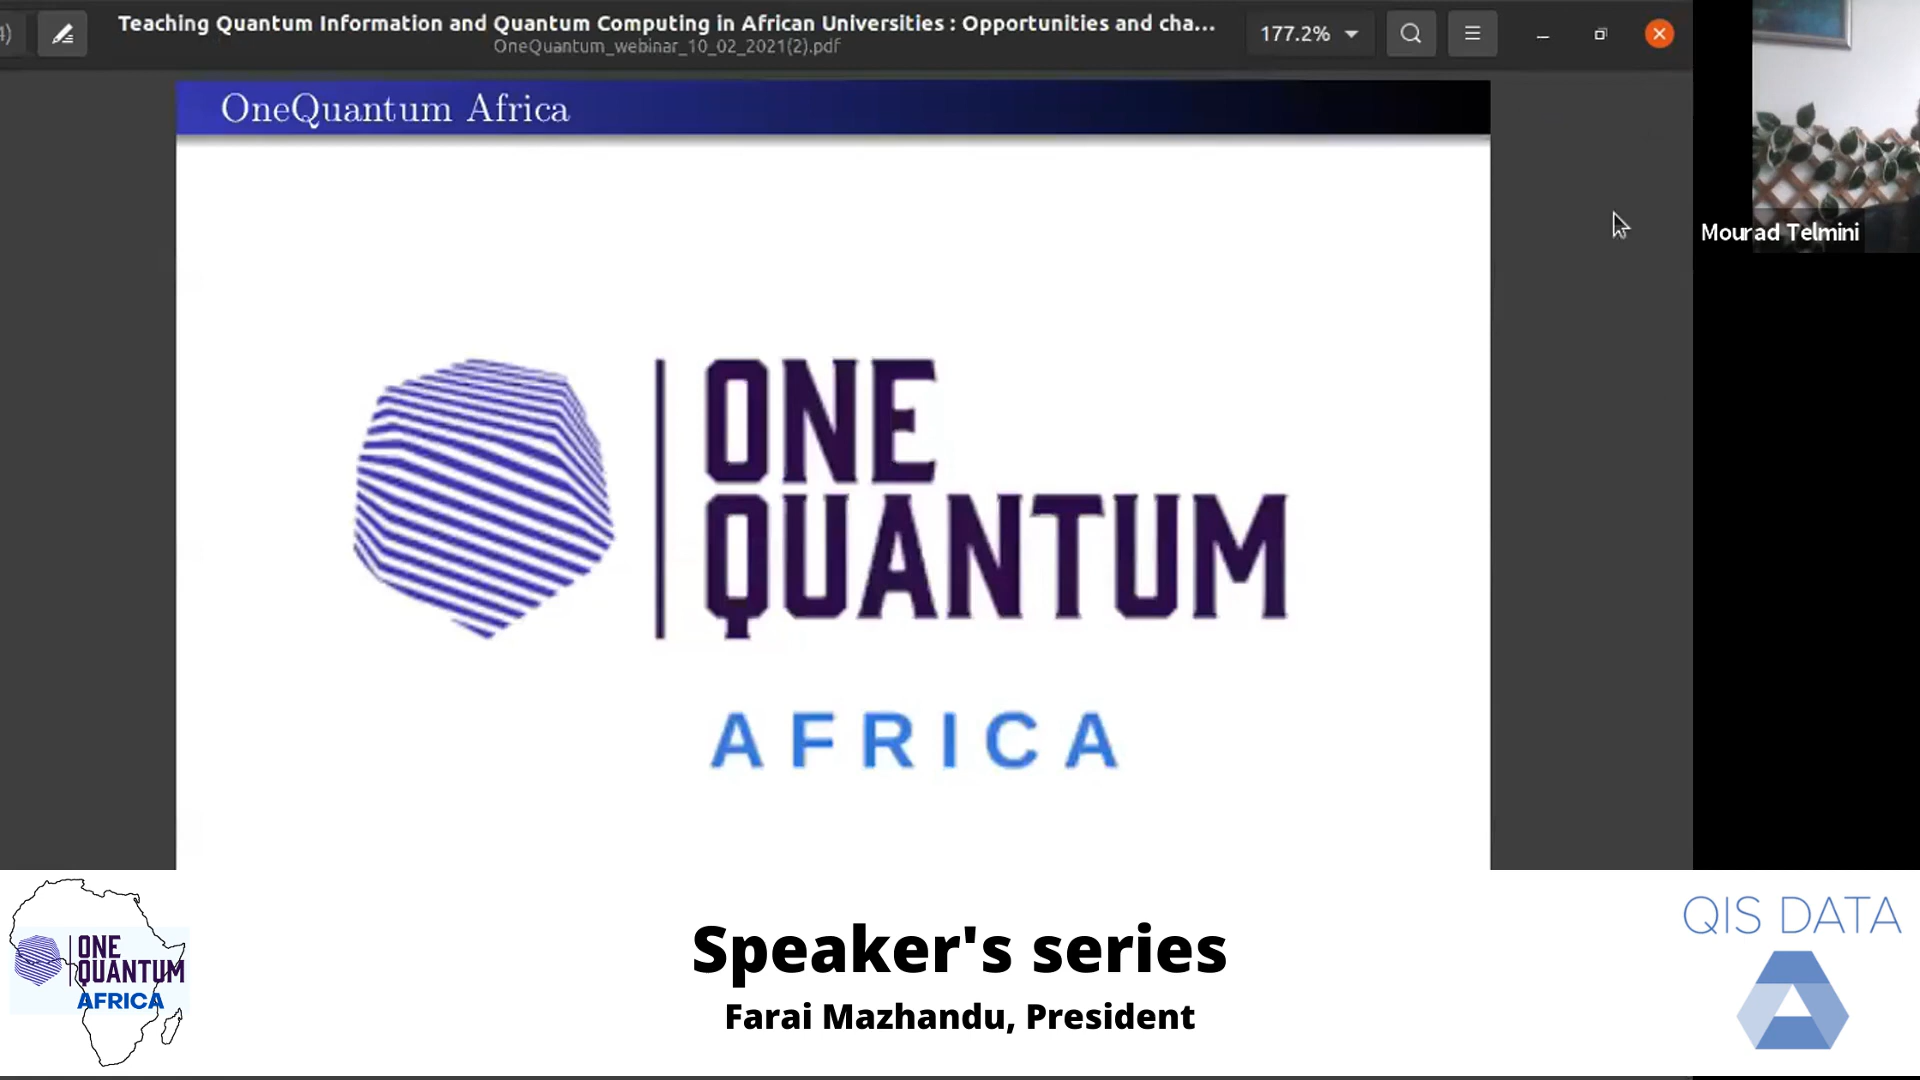 4)
Teaching Quantum Information and Quantum Computing in African Universities : Opportunities and cha...
OneQuantum_webinar_10_02_2021(2).pdf
177.2%
OneQuantum Africa
Mourad Telmini
ONE
QUANTUM
AFRICA
ONE
QUANTUM
AFRICA
Speaker's series
Farai Mazhandu, President
QIS DATA